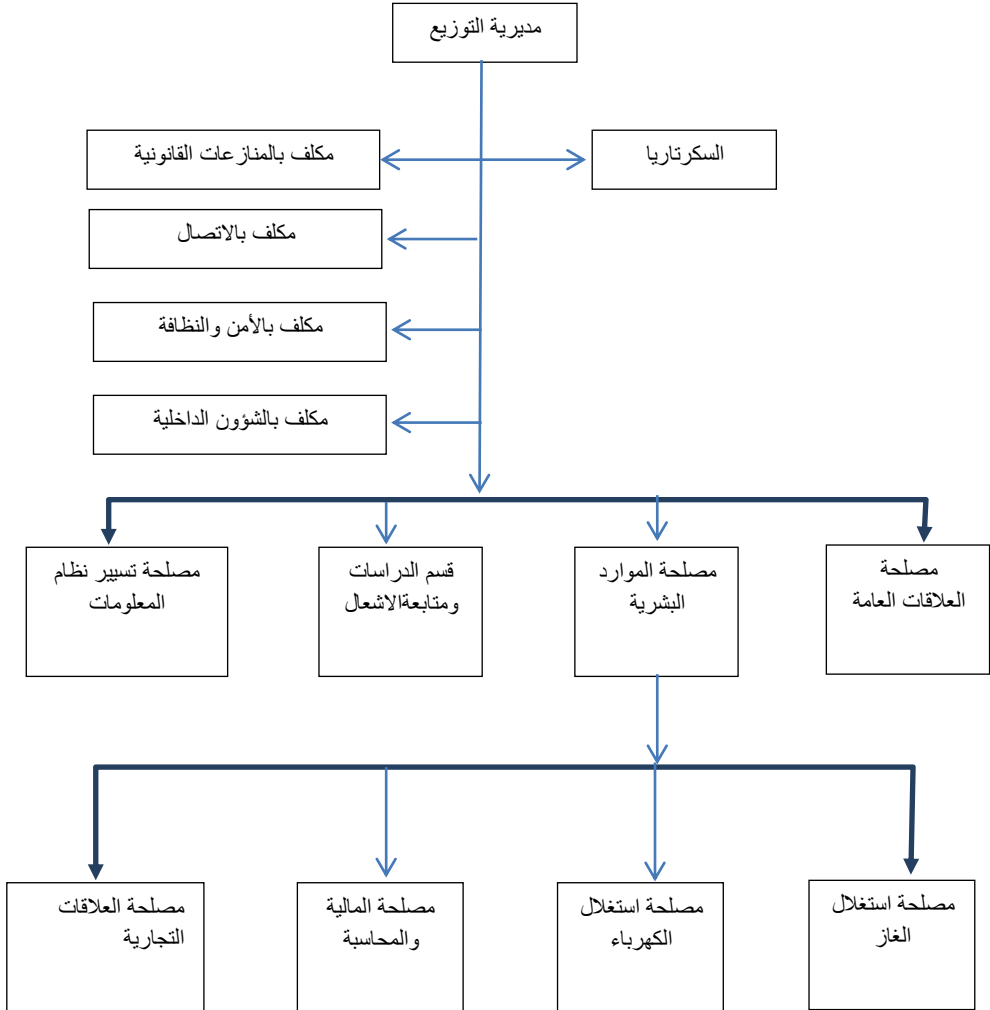 مديرية التوزيع
السكرتاريا
مكلف بالمنازعات القانونية
مكلف بالاتصال
مكلف بالأمن والنظافة
مكلف بالشؤون الداخلية
مصلحة
العلاقات العامة
مصلحة الموارد
البشرية
قسم الدراسات
ومتابعةالاشعال
مصلحة تسيير نظام
المعلومات
مصلحة استغلال
الغاز
مصلحة استغلال
الكهرباء
مصلحة المالية
والمحاسبة
مصلحة العلاقات
التجارية